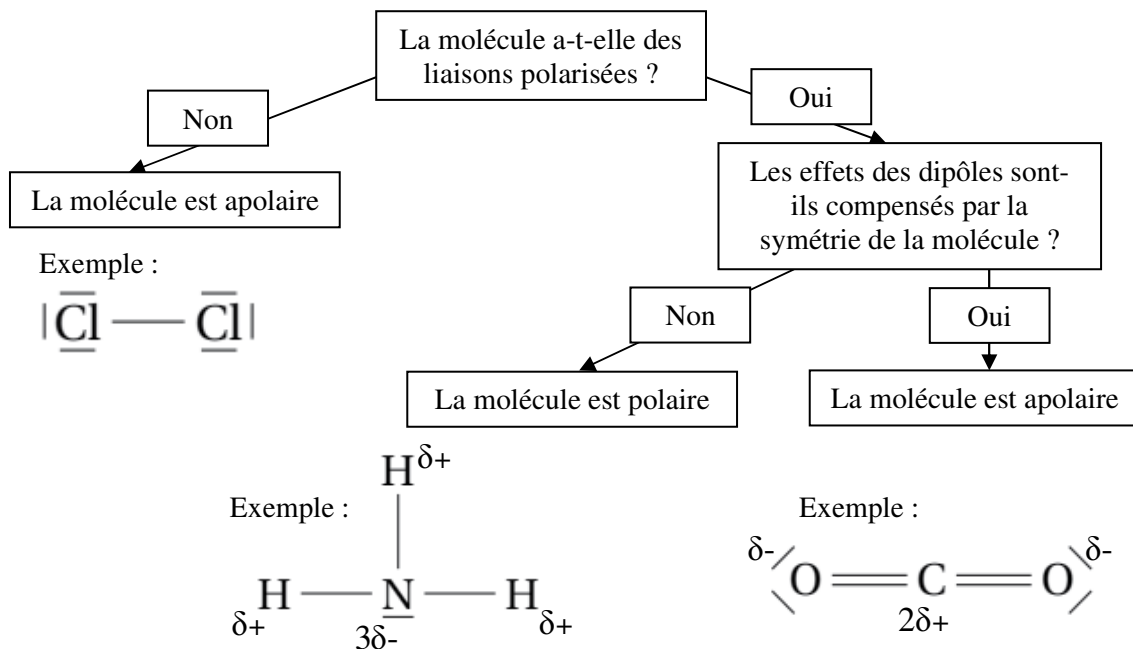 La molécule a-t-elle des
liaisons polarisées ?
Non
Oui
La molécule est apolaire
Les effets des dipôles sont-
ils compensés par la
symétrie de la molécule ?
Exemple :
Cl Cl
Non
Oui
La molécule est polaire
La molécule est apolaire
Exemple :
H δ+
H N H
δ+ 3δ- δ+
Exemple :
δ- δ-
O C O
2δ+